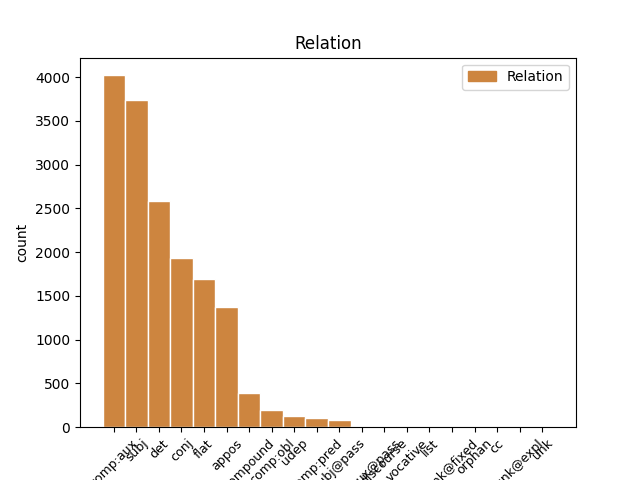 Relation
Relation
4000
3500
3000
2500
2000
1500
1000
500
0
count
subj
det
conj
flat
appos
udep
vocative
list
orphan
cc
unk